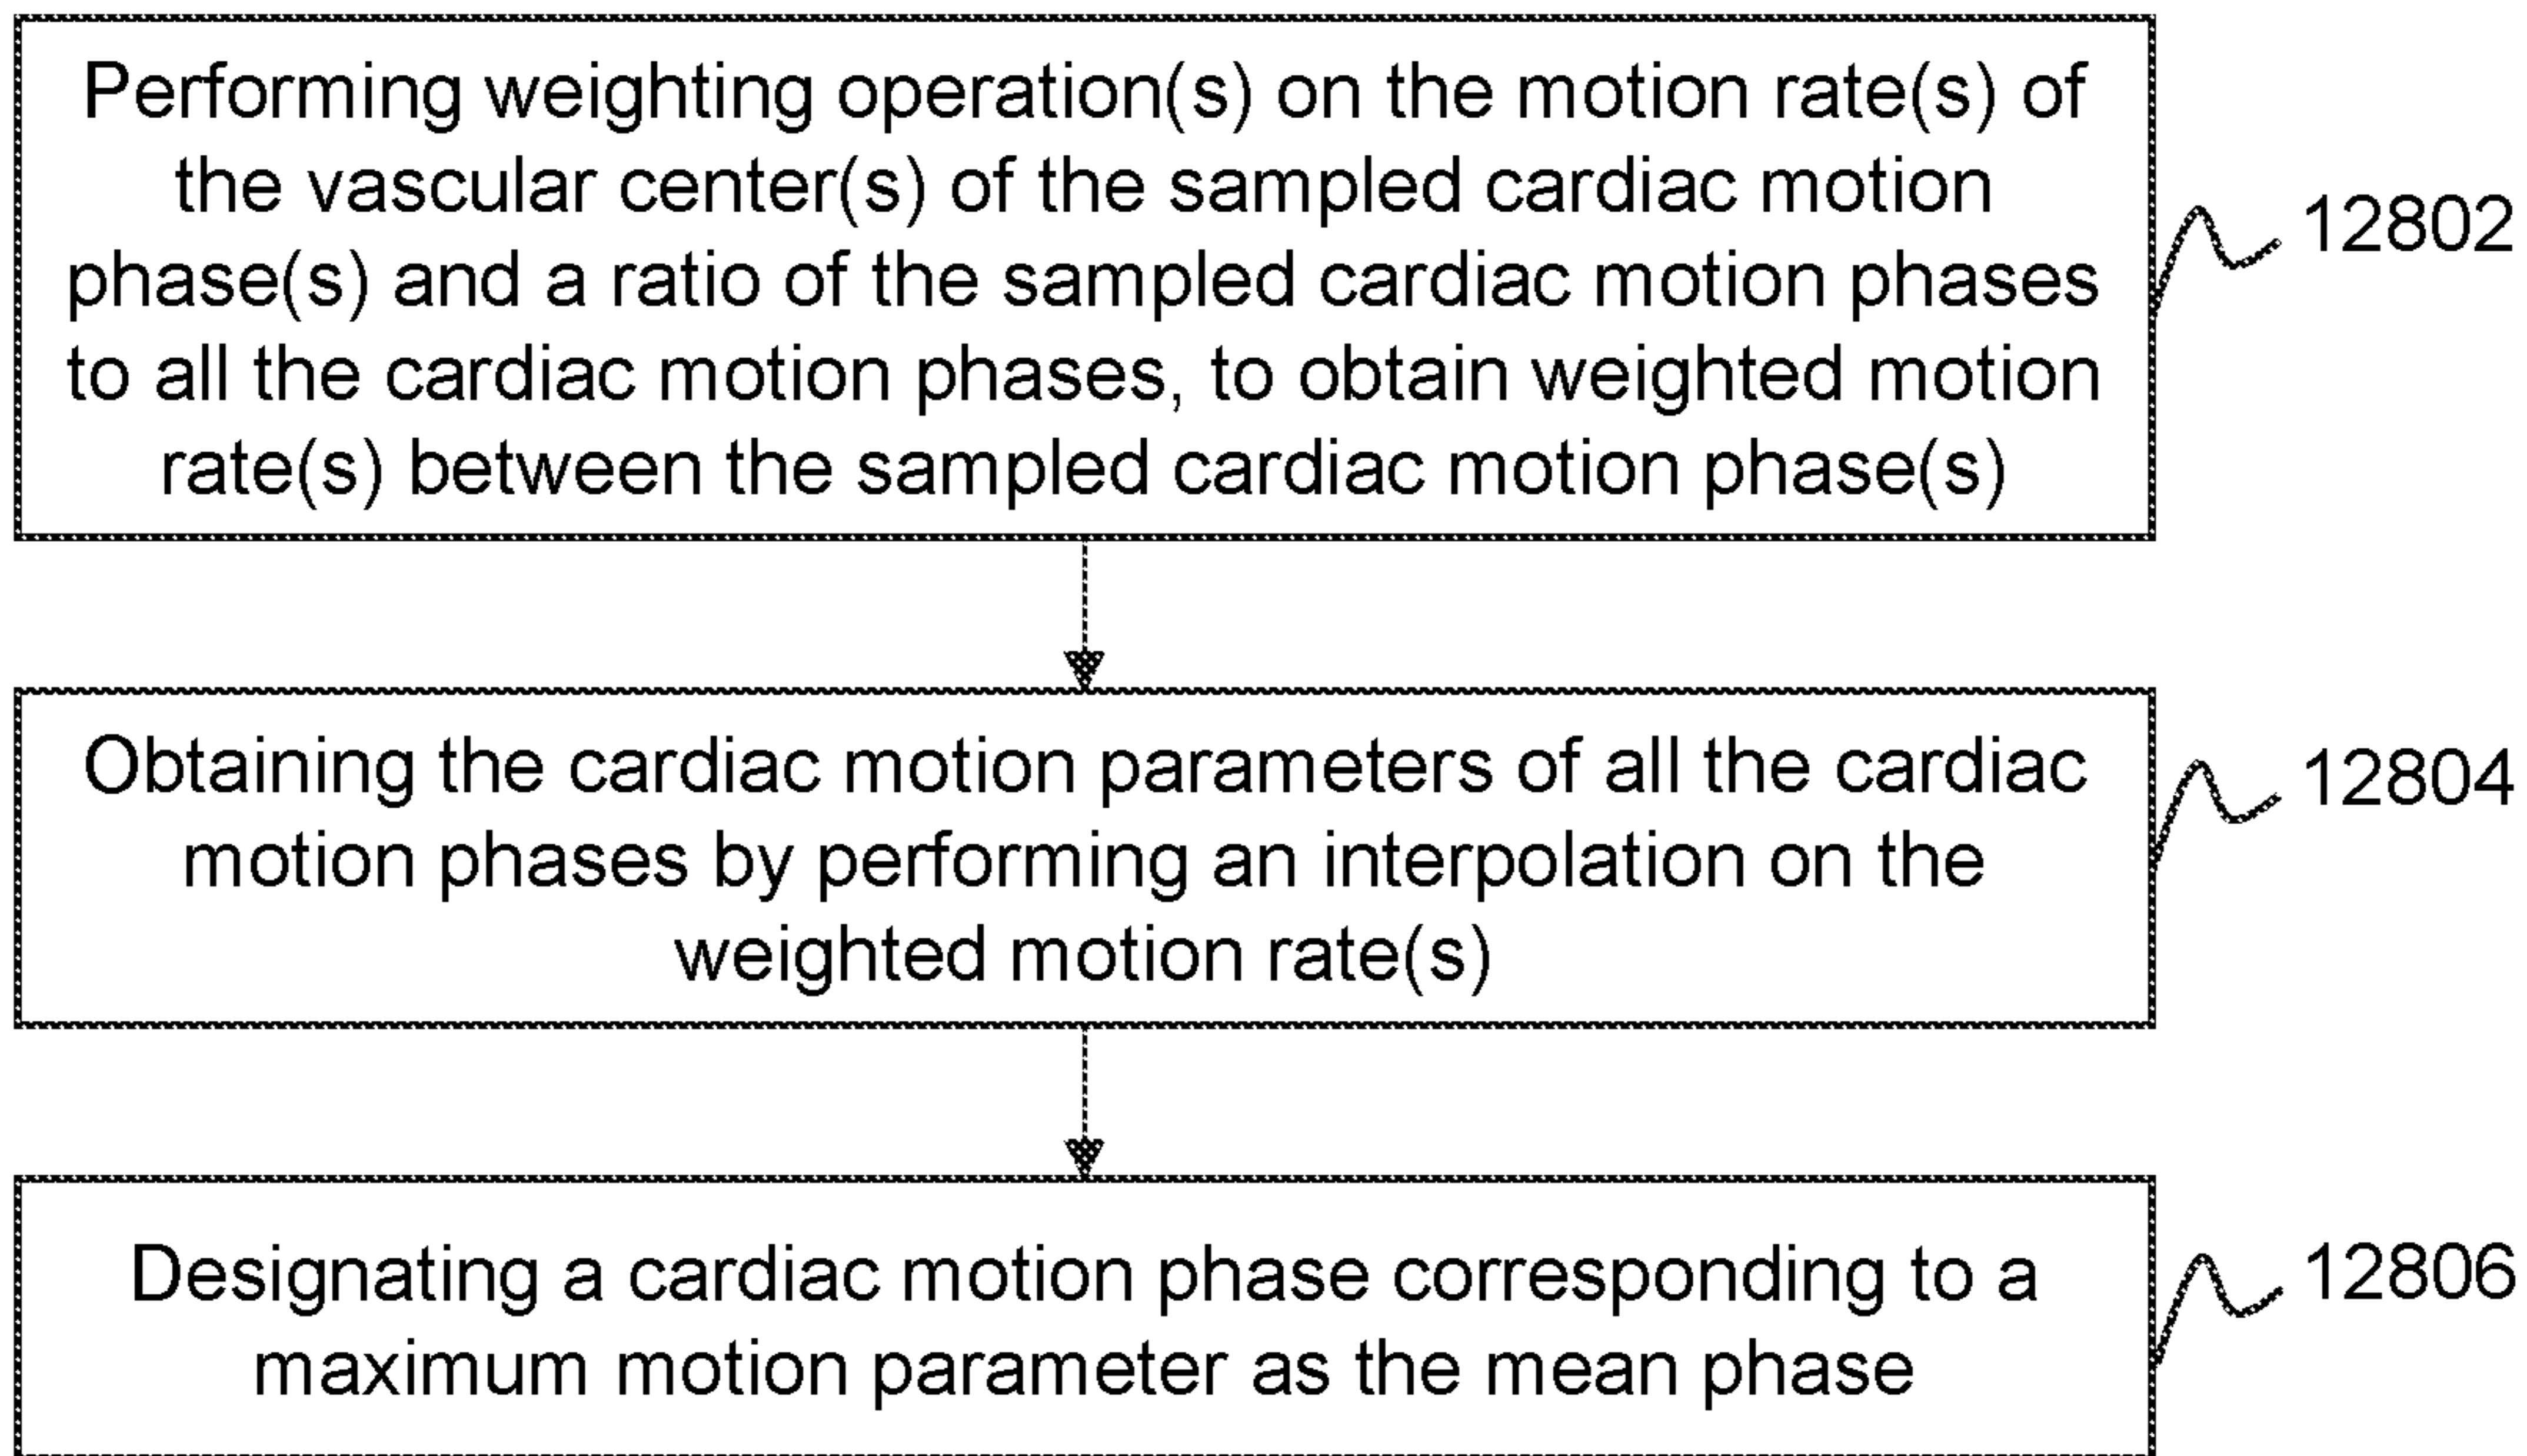 Performing weighting operation(s) on the motion rate(s) of
the vascular center(s) of the sampled cardiac motion
phase(s) and a ratio of the sampled cardiac motion phases
to all the cardiac motion phases, to obtain weighted motion
rate(s) between the sampled cardiac motion phase(s)
12802
Obtaining the cardiac motion parameters of all the cardiac
motion phases by performing an interpolation on the
weighted motion rate(s)
12804
Designating a cardiac motion phase corresponding to a
maximum motion parameter as the mean phase
12806